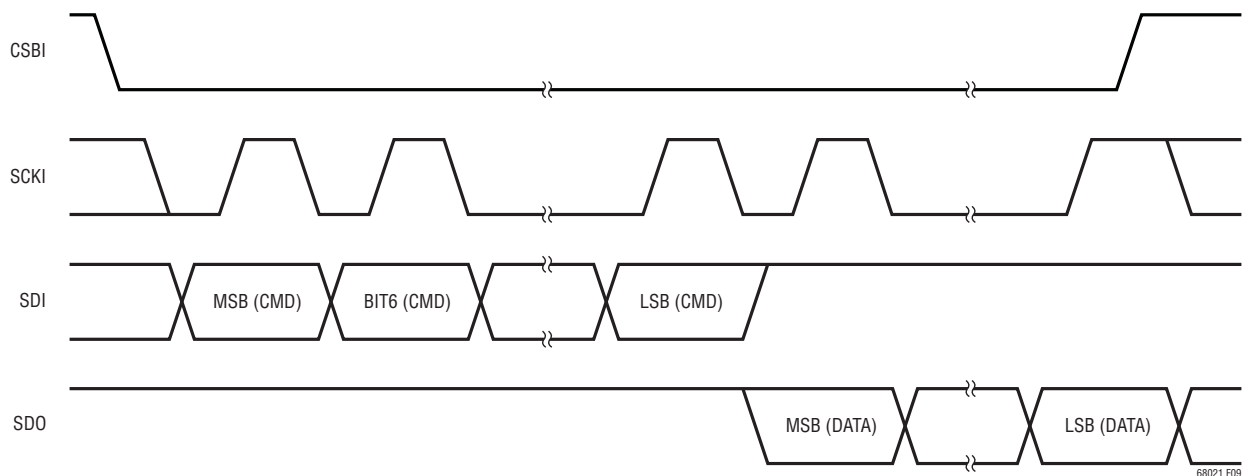 CSBI
SCKI
SDI
MSB (CMD)
BIT6 (CMD)
LSB (CMD)
SDO
MSB (DATA)
LSB (DATA)
68021 F09